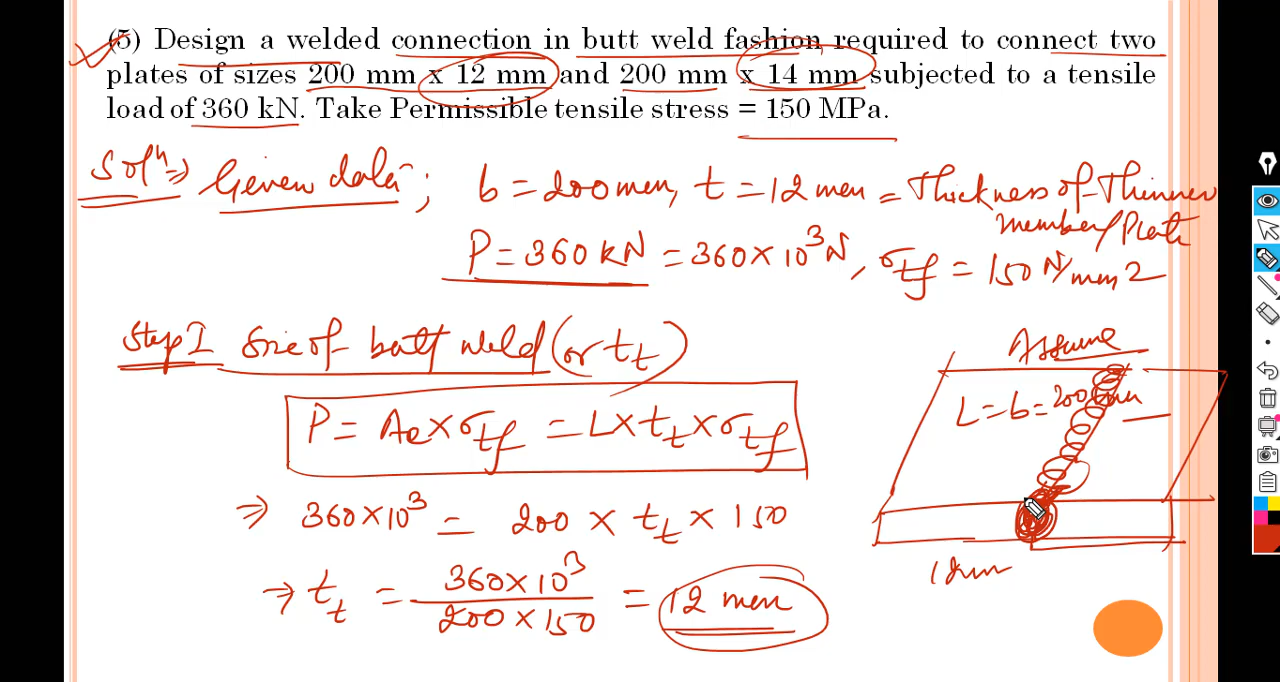 (5) Design a welded connection in butt weld fashion required to connect two
plates of sizes 200 mm x 12 mm and 200 mm x 14 mm subjected to a tensile
load of 360 kN. Take Permissible tensile stress = 150 MPa.
Solⁿ ⇒ Given data ; b = 200 mm, t = 12 mm = Thickness of Thinner
member/Plate
P = 360 kN = 360 × 10³ N, σtf = 150 N/mm2
Step I Size of butt weld (or tt)
Assume
L = b = 200 mm
P = Ae × σtf = L × tt × σtf
⇒ 360 × 10³ = 200 × tt × 150
⇒ tt = 360 × 10³ / 200 × 150 = 12 mm
12mm